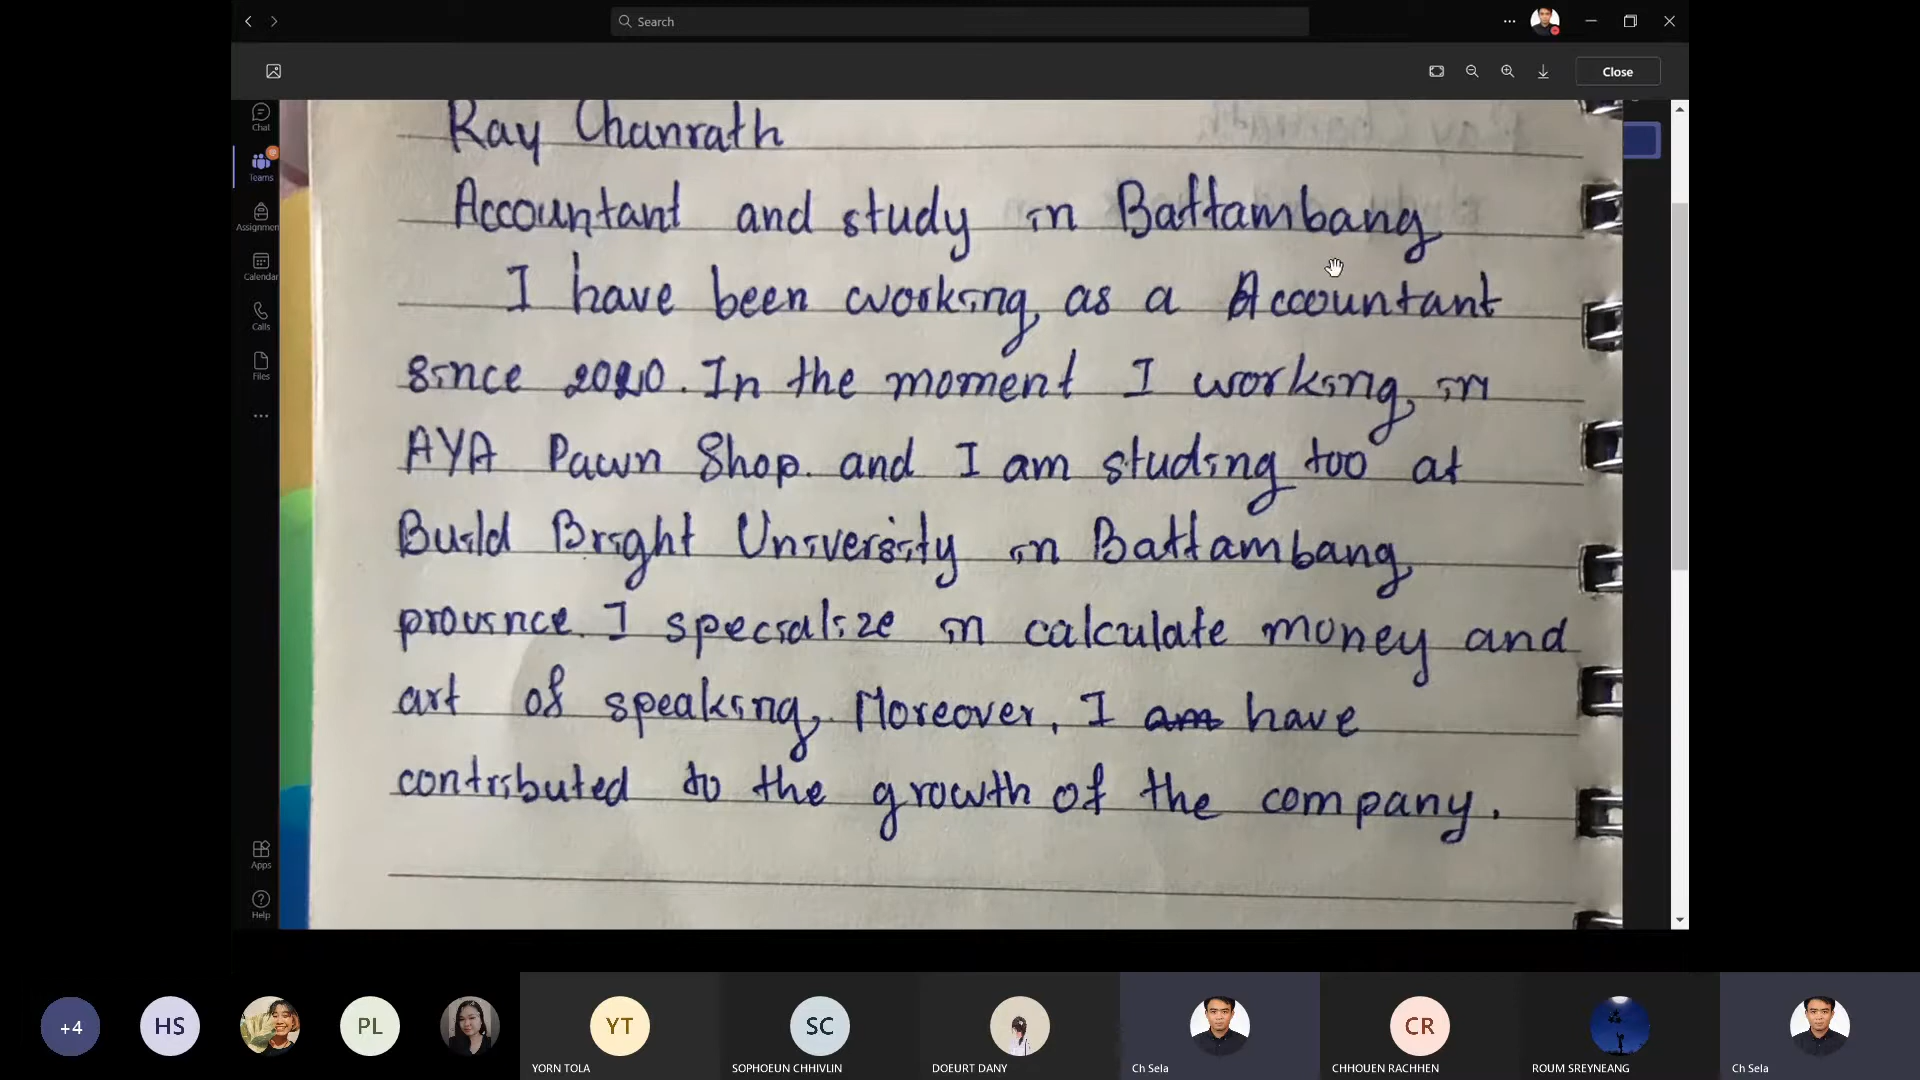 Search
Close
Chat
Teams
Assignmen
Calendar
Calls
Files
Apps
Help
Ray Chanrath
Accountant and study in Battambang
I have been working as a Accountant
since 2020. In the moment I working in
AYA Pawn Shop. and I am studing too at
Build Bright University in Battambang
province. I specialize in calculate money and
art of speaking. Moreover, I am have
contributed to the growth of the company.
+4
HS
PL
YT
SC
CR
YORN TOLA
SOPHOEUN CHHIVLIN
DOEURT DANY
Ch Sela
CHHOUEN RACHHEN
ROUM SREYNEANG
Ch Sela